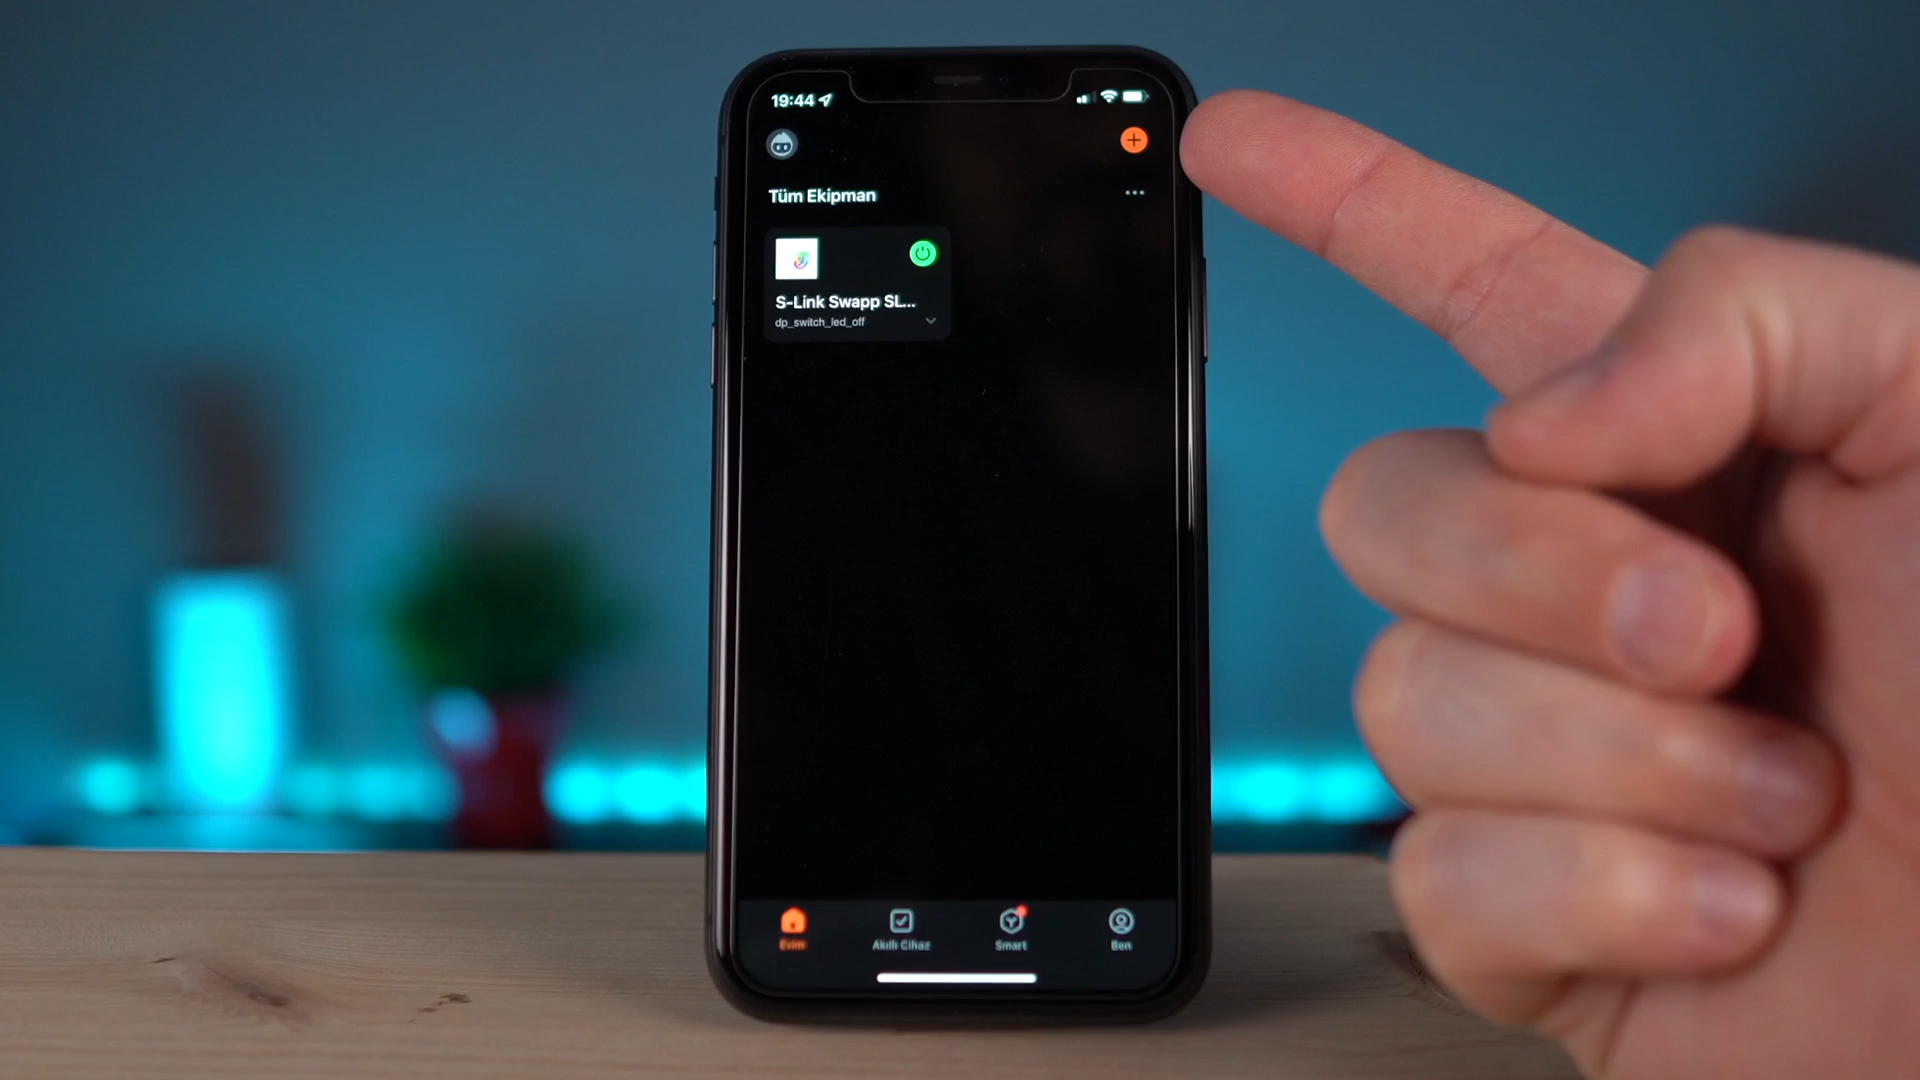 19:44
Tüm Ekipman
S-Link Swapp SL...
dp_switch_led_off
Evim
Akıllı Cihaz
Smart
Ben